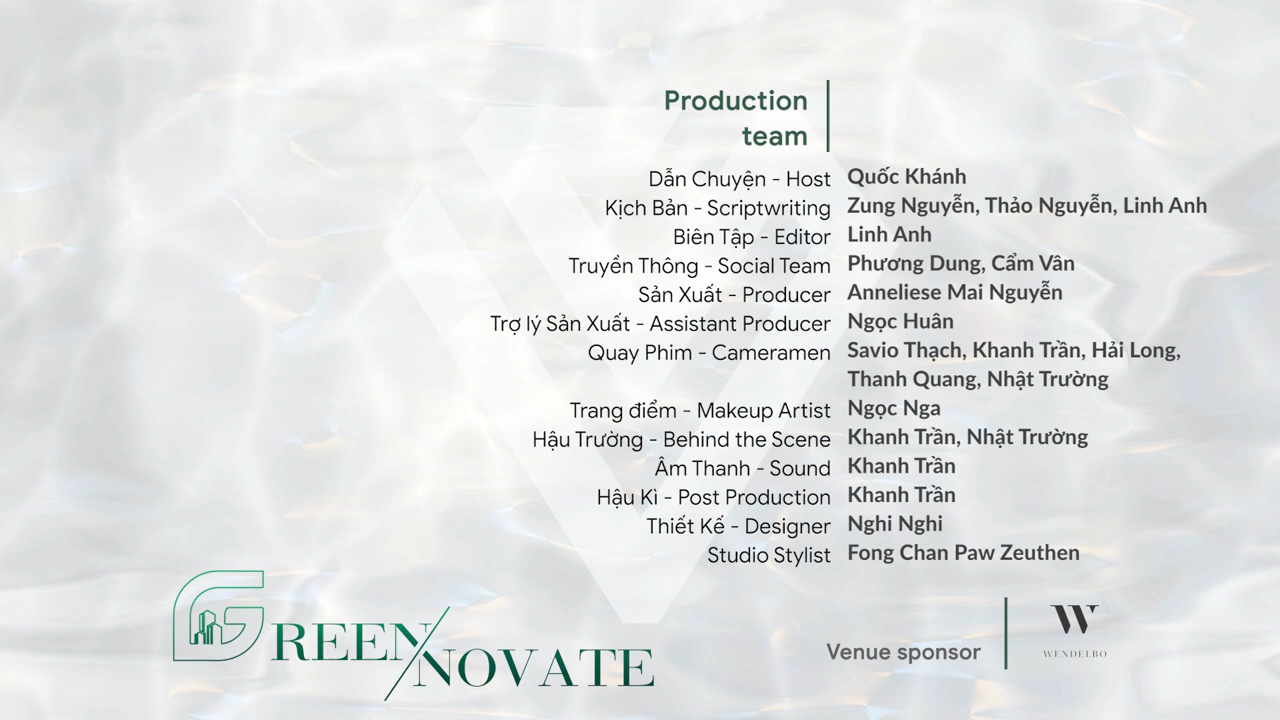 Production
team
Dẫn Chuyện - Host Quốc Khánh
Kịch Bản - Scriptwriting Zung Nguyễn, Thảo Nguyễn, Linh Anh
Biên Tập - Editor Linh Anh
Truyền Thông - Social Team Phương Dung, Cẩm Vân
Sản Xuất - Producer Anneliese Mai Nguyễn
Trợ lý Sản Xuất - Assistant Producer Ngọc Huân
Quay Phim - Cameramen Savio Thạch, Khanh Trần, Hải Long,
Thanh Quang, Nhật Trường
Trang điểm - Makeup Artist Ngọc Nga
Hậu Trường - Behind the Scene Khanh Trần, Nhật Trường
Âm Thanh - Sound Khanh Trần
Hậu Kì - Post Production Khanh Trần
Thiết Kế - Designer Nghi Nghi
Studio Stylist Fong Chan Paw Zeuthen
GREEN/NOVATE
Venue sponsor
W
WENDELBO